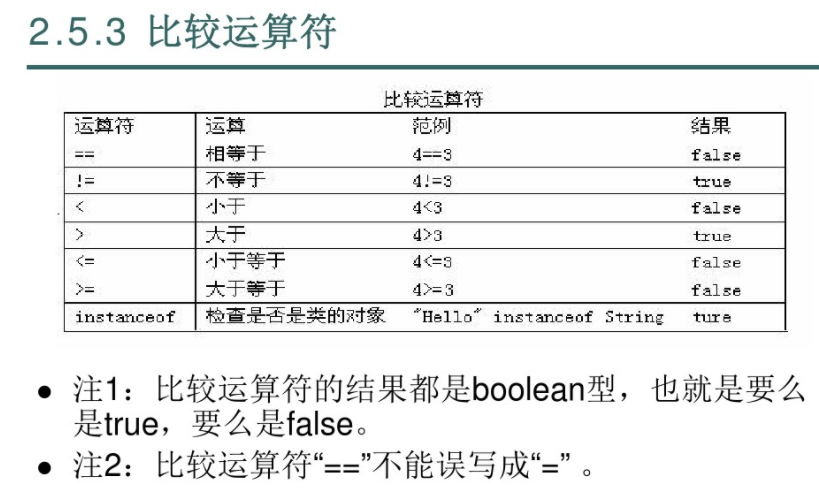 2.5.3 比较运算符
比较运算符
运算符 运算 范例 结果
== 相等于 4==3 false
!= 不等于 4!=3 true
< 小于 4<3 false
> 大于 4>3 true
<= 小于等于 4<=3 false
>= 大于等于 4>=3 false
instanceof 检查是否是类的对象 "Hello" instanceof String ture
● 注1：比较运算符的结果都是boolean型，也就是要么
是true，要么是false。
● 注2：比较运算符“==”不能误写成“=” 。